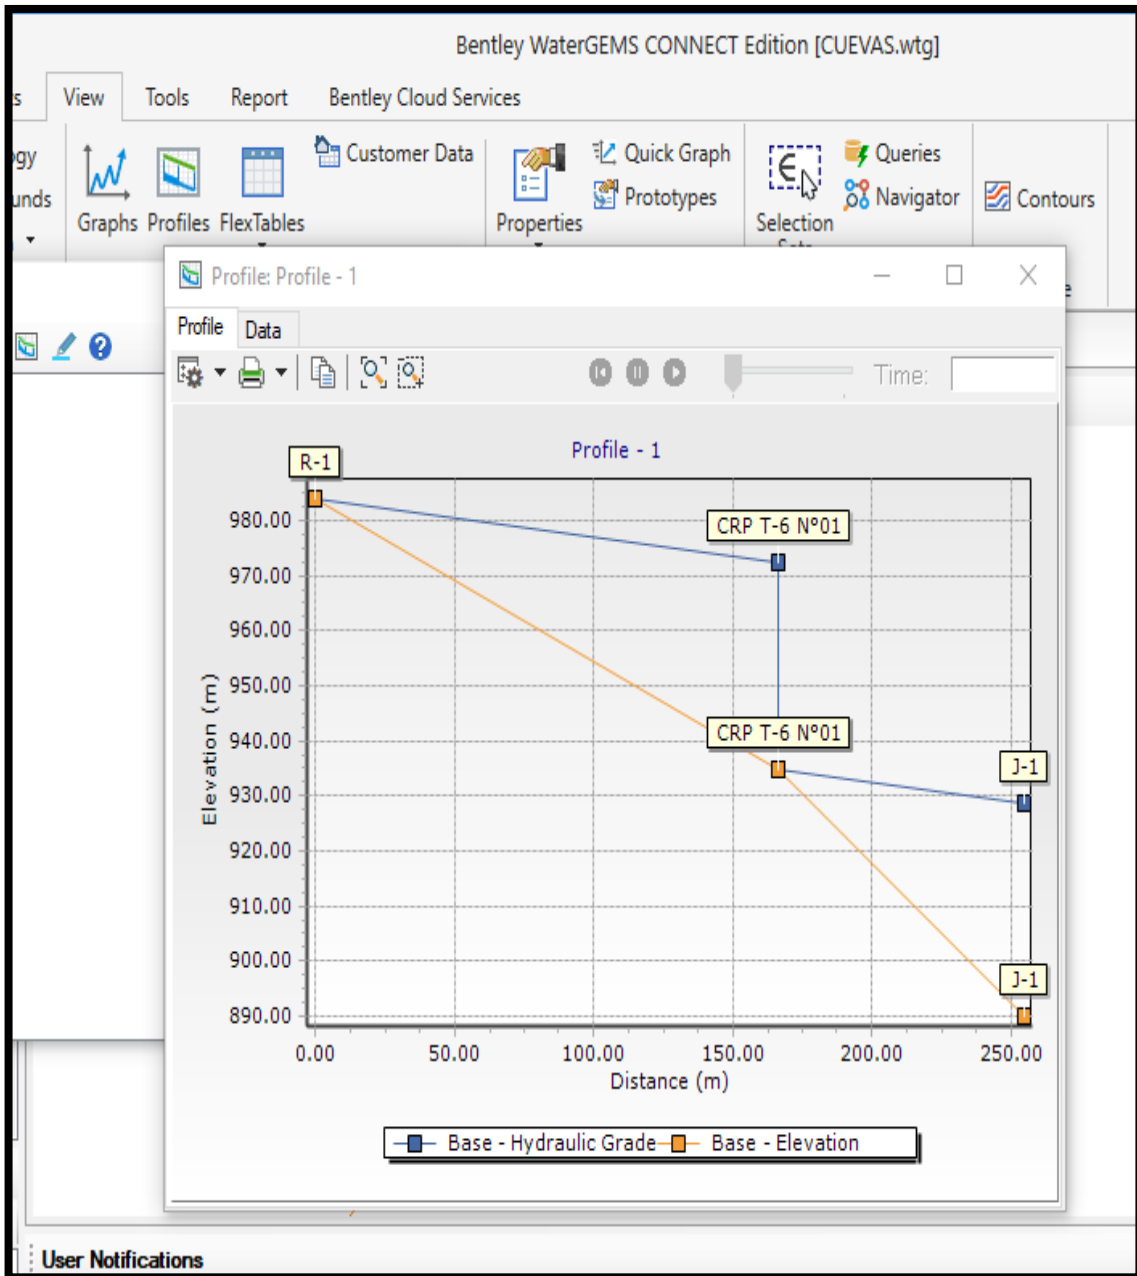 Bentley WaterGEMS CONNECT Edition [CUEVAS.wtg]
View Tools Report Bentley Cloud Services
Graphs Profiles FlexTables
Customer Data
Properties
Quick Graph
Prototypes
Selection
Queries
Navigator
Contours
Profile: Profile - 1
Profile Data
Time:
Profile - 1
R-1
CRP T-6 Nº01
CRP T-6 Nº01
J-1
J-1
Elevation (m)
980.00
970.00
960.00
950.00
940.00
930.00
920.00
910.00
900.00
890.00
0.00 50.00 100.00 150.00 200.00 250.00
Distance (m)
Base - Hydraulic Grade Base - Elevation
User Notifications